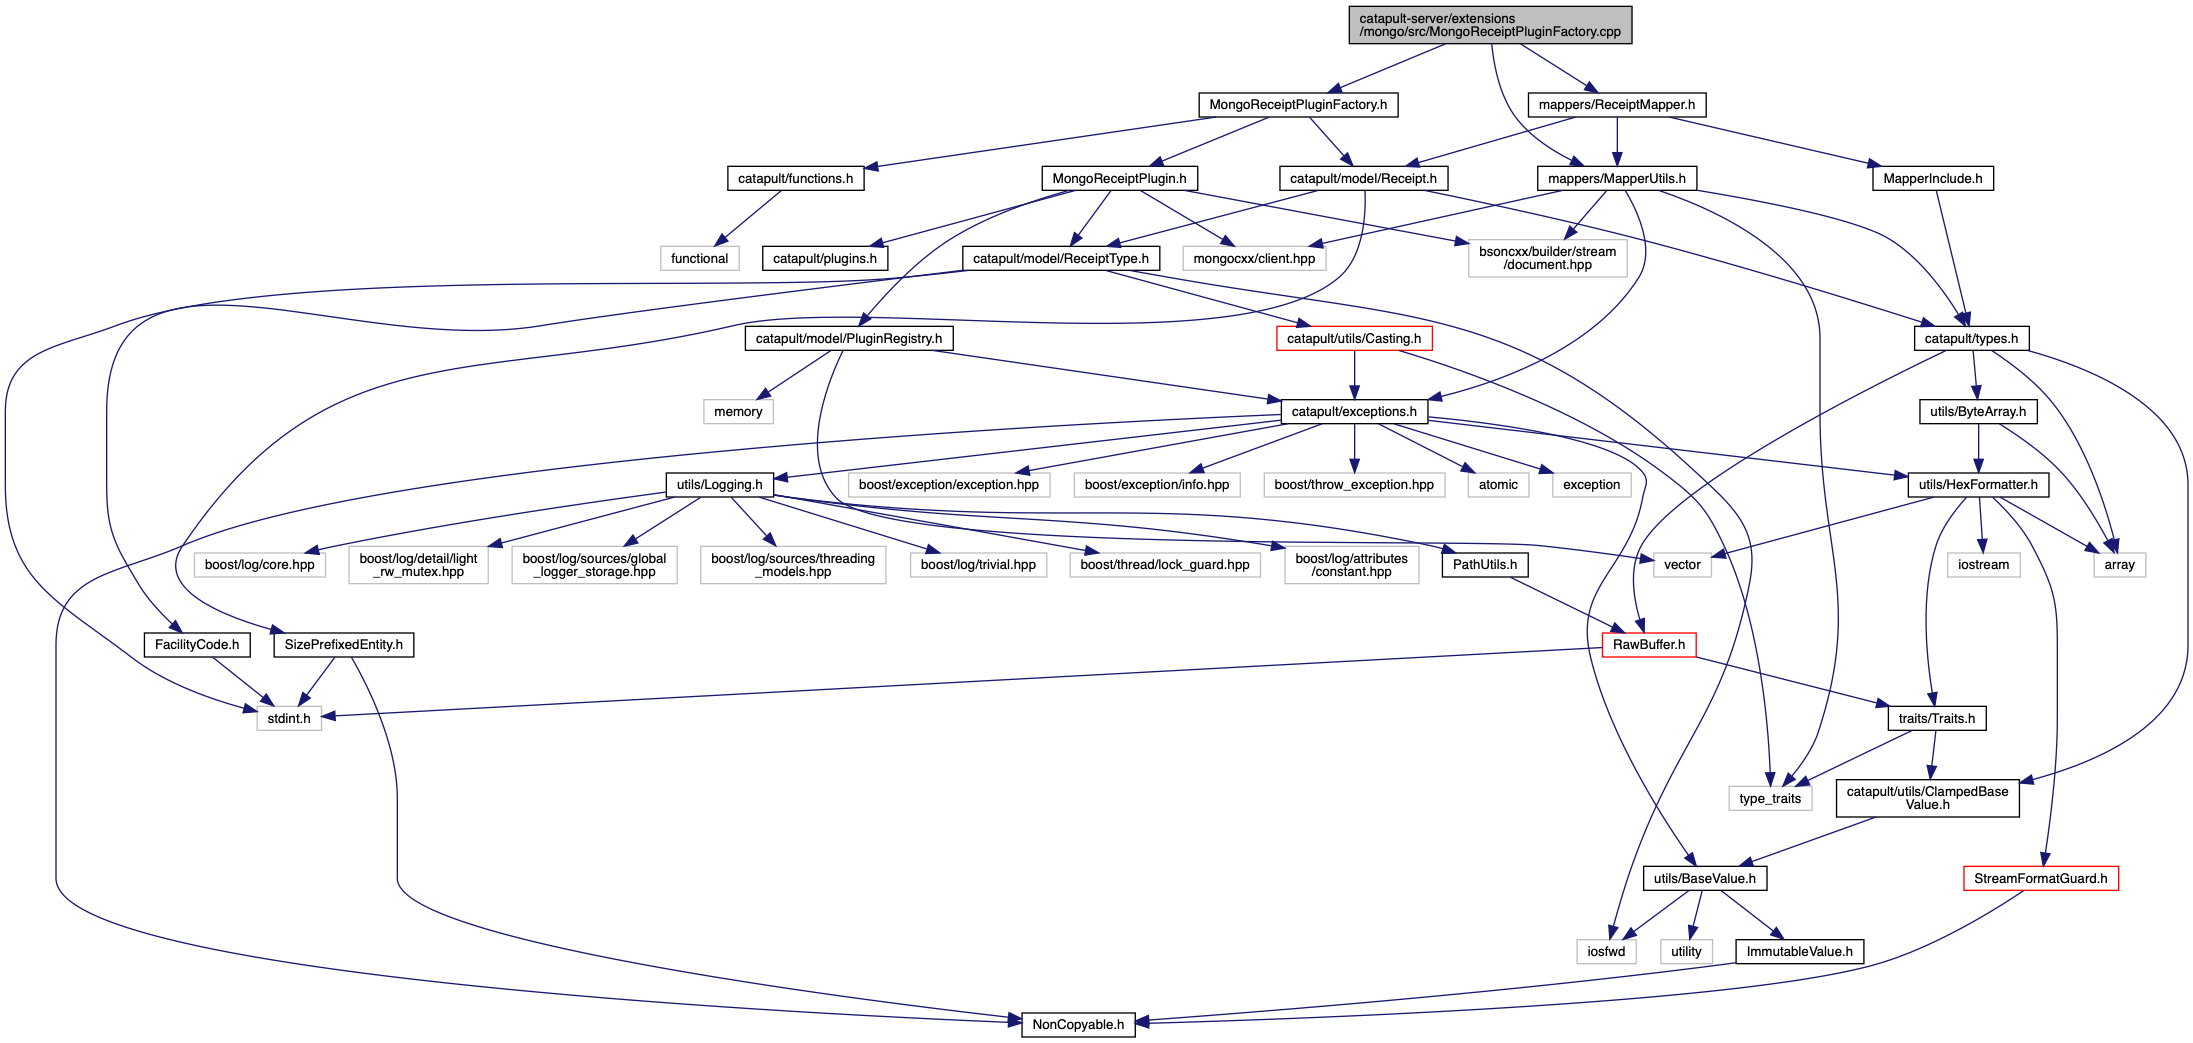 catapult-server/extensions
/mongo/src/MongoReceiptPluginFactory.cpp
MongoReceiptPluginFactory.h
mappers/ReceiptMapper.h
catapult/functions.h
MongoReceiptPlugin.h
catapult/model/Receipt.h
mappers/MapperUtils.h
MapperInclude.h
functional
catapult/plugins.h
catapult/model/ReceiptType.h
mongocxx/client.hpp
bsoncxx/builder/stream
/document.hpp
catapult/model/PluginRegistry.h
catapult/utils/Casting.h
catapult/types.h
memory
catapult/exceptions.h
utils/ByteArray.h
utils/Logging.h
boost/exception/exception.hpp
boost/exception/info.hpp
boost/throw_exception.hpp
atomic
exception
utils/HexFormatter.h
boost/log/core.hpp
boost/log/detail/light
_rw_mutex.hpp
boost/log/sources/global
_logger_storage.hpp
boost/log/sources/threading
_models.hpp
boost/log/trivial.hpp
boost/thread/lock_guard.hpp
boost/log/attributes
/constant.hpp
PathUtils.h
vector
iostream
array
FacilityCode.h
SizePrefixedEntity.h
RawBuffer.h
stdint.h
traits/Traits.h
type_traits
catapult/utils/ClampedBase
Value.h
utils/BaseValue.h
StreamFormatGuard.h
iosfwd
utility
ImmutableValue.h
NonCopyable.h